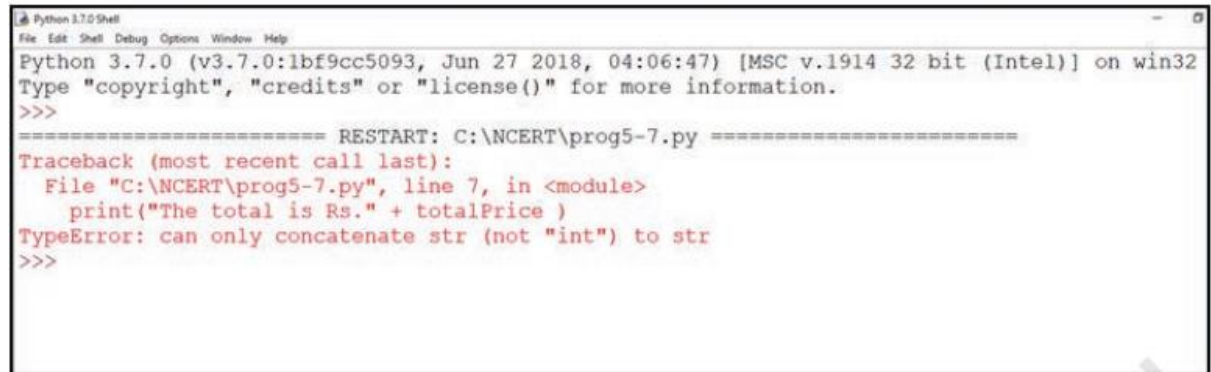 Python 3.7.0 Shell
File Edit Shell Debug Options Window Help
Python 3.7.0 (v3.7.0:1bf9cc5093, Jun 27 2018, 04:06:47) [MSC v.1914 32 bit (Intel)] on win32
Type "copyright", "credits" or "license()" for more information.
>>>
======================== RESTART: C:\NCERT\prog5-7.py ========================
Traceback (most recent call last):
  File "C:\NCERT\prog5-7.py", line 7, in <module>
    print("The total is Rs." + totalPrice )
TypeError: can only concatenate str (not "int") to str
>>>